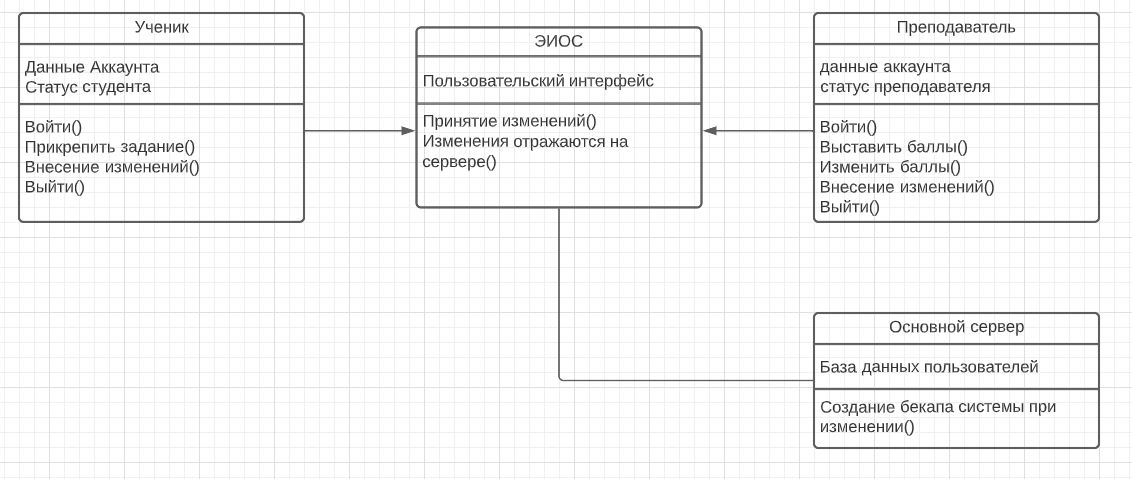 Ученик
Данные Аккаунта
Статус студента
Войти()
Прикрепить задание()
Внесение изменений()
Выйти()
ЭИОС
Пользовательский интерфейс
Принятие изменений()
Изменения отражаются на
сервере()
Преподаватель
данные аккаунта
статус преподавателя
Войти()
Выставить баллы()
Изменить баллы()
Внесение изменений()
Выйти()
Основной сервер
База данных пользователей
Создание бекапа системы при
изменении()